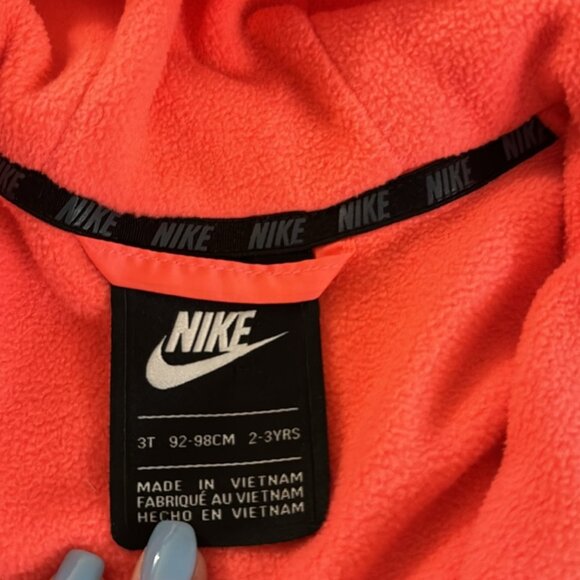 NIKE NIKE NIKE NIKE NIKE NIKE
NIKE
3T 92-98CM 2-3YRS
MADE IN VIETNAM
FABRIQUÉ AU VIETNAM
HECHO EN VIETNAM